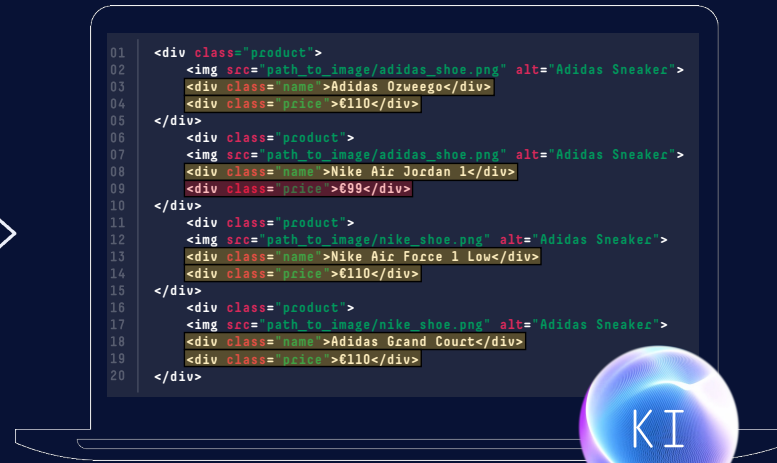 01 <div class="product">
02 <img src="path_to_image/adidas_shoe.png" alt="Adidas Sneaker">
03 <div class="name">Adidas Ozweego</div>
04 <div class="price">€110</div>
05 </div>
06 <div class="product">
07 <img src="path_to_image/adidas_shoe.png" alt="Adidas Sneaker">
08 <div class="name">Nike Air Jordan 1</div>
09 <div class="price">€99</div>
10 </div>
11 <div class="product">
12 <img src="path_to_image/nike_shoe.png" alt="Adidas Sneaker">
13 <div class="name">Nike Air Force 1 Low</div>
14 <div class="price">€110</div>
15 </div>
16 <div class="product">
17 <img src="path_to_image/nike_shoe.png" alt="Adidas Sneaker">
18 <div class="name">Adidas Grand Court</div>
19 <div class="price">€110</div>
20 </div>
KI